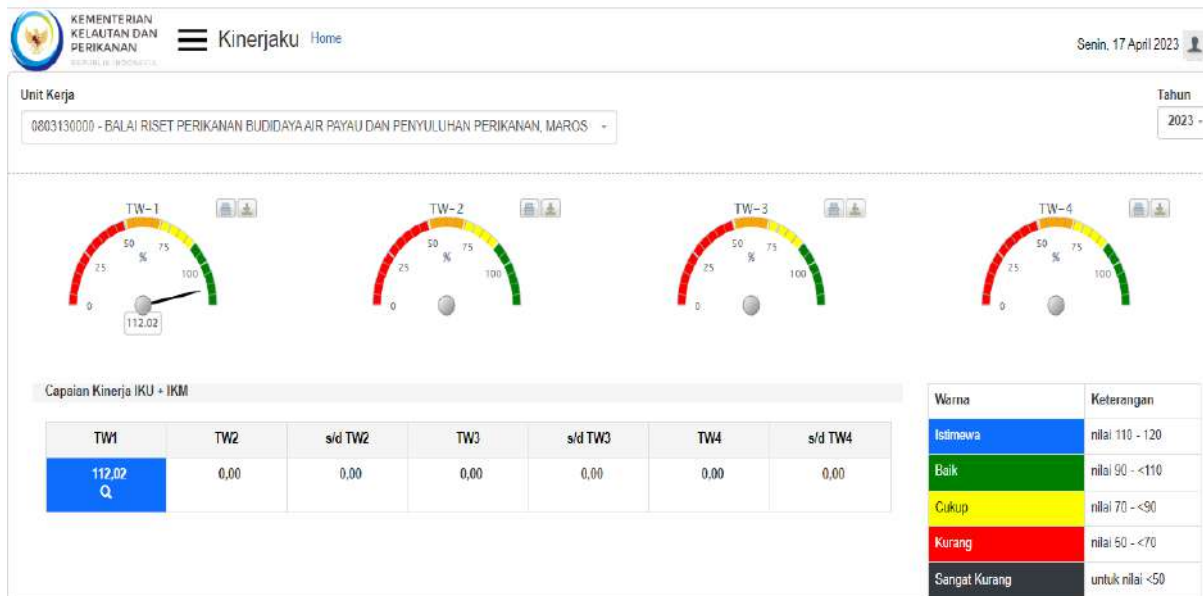 KEMENTERIAN
KELAUTAN DAN
PERIKANAN
REPUBLIK INDONESIA
Kinerjaku Home
Senin, 17 April 2023
Unit Kerja
Tahun
0803130000 - BALAI RISET PERIKANAN BUDIDAYA AIR PAYAU DAN PENYULUHAN PERIKANAN, MAROS
2023
TW-1
0
25
50
75
100
%
112.02
TW-2
0
25
50
75
100
%
TW-3
0
25
50
75
100
%
TW-4
0
25
50
75
100
%
Capaian Kinerja IKU + IKM
TW1 TW2 s/d TW2 TW3 s/d TW3 TW4 s/d TW4
112,02 0,00 0,00 0,00 0,00 0,00 0,00
Warna Keterangan
Istimewa nilai 110 - 120
Baik nilai 90 - <110
Cukup nilai 70 - <90
Kurang nilai 50 - <70
Sangat Kurang untuk nilai <50